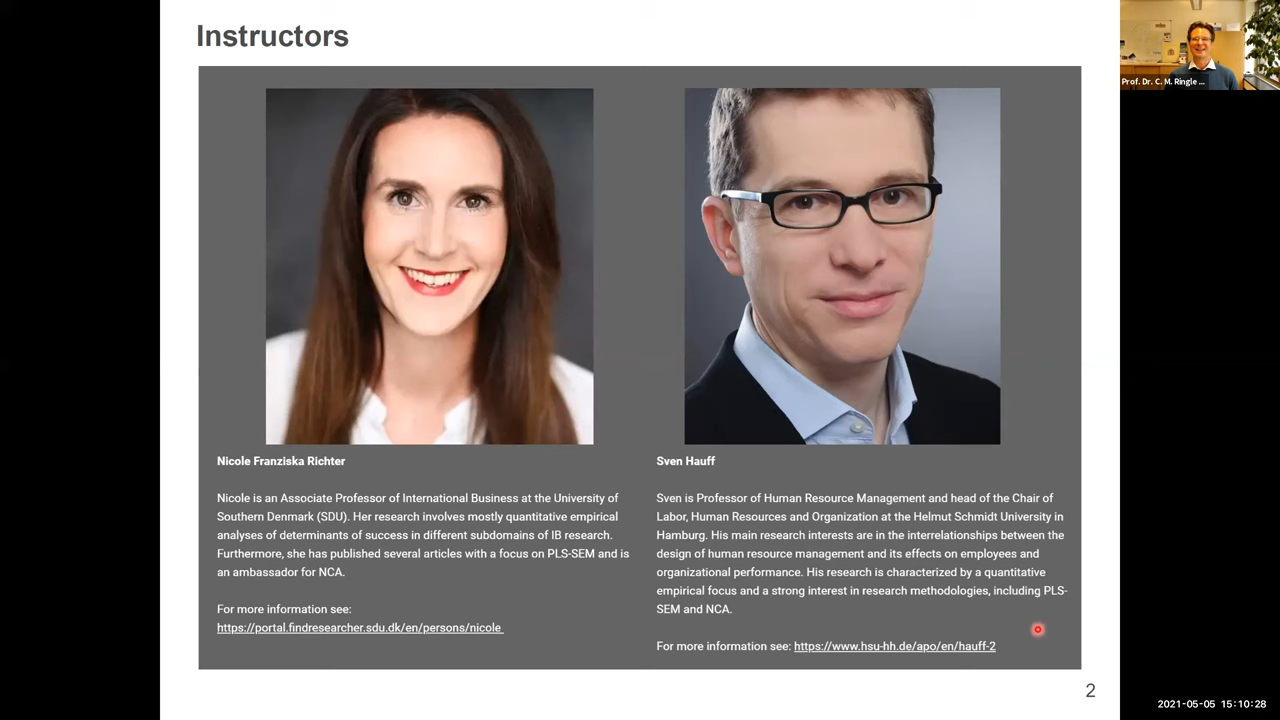 Instructors
Prof. Dr. C. M. Ringle ...
Nicole Franziska Richter
Nicole is an Associate Professor of International Business at the University of
Southern Denmark (SDU). Her research involves mostly quantitative empirical
analyses of determinants of success in different subdomains of IB research.
Furthermore, she has published several articles with a focus on PLS-SEM and is
an ambassador for NCA.
For more information see:
https://portal.findresearcher.sdu.dk/en/persons/nicole
Sven Hauff
Sven is Professor of Human Resource Management and head of the Chair of
Labor, Human Resources and Organization at the Helmut Schmidt University in
Hamburg. His main research interests are in the interrelationships between the
design of human resource management and its effects on employees and
organizational performance. His research is characterized by a quantitative
empirical focus and a strong interest in research methodologies, including PLS-
SEM and NCA.
For more information see: https://www.hsu-hh.de/apo/en/hauff-2
2
2021-05-05 15:10:28